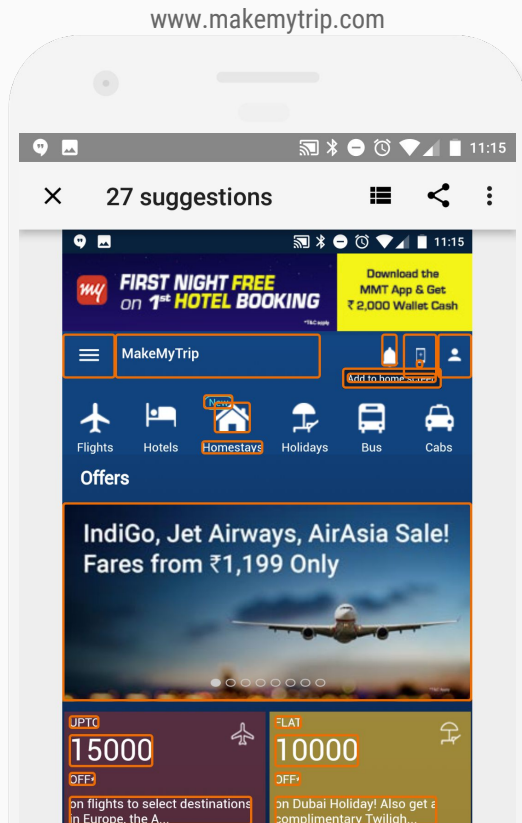 www.makemytrip.com
11:15
27 suggestions
11:15
my
FIRST NIGHT FREE
on 1st HOTEL BOOKING
*T&C apply
Download the
MMT App & Get
₹ 2,000 Wallet Cash
MakeMyTrip
Add to home screen
New
Flights
Hotels
Homestays
Holidays
Bus
Cabs
Offers
IndiGo, Jet Airways, AirAsia Sale!
Fares from ₹1,199 Only
UPTO
15000
OFF*
on flights to select destinations
in Europe, the A...
FLAT
10000
OFF*
on Dubai Holiday! Also get a
complimentary Twiligh...